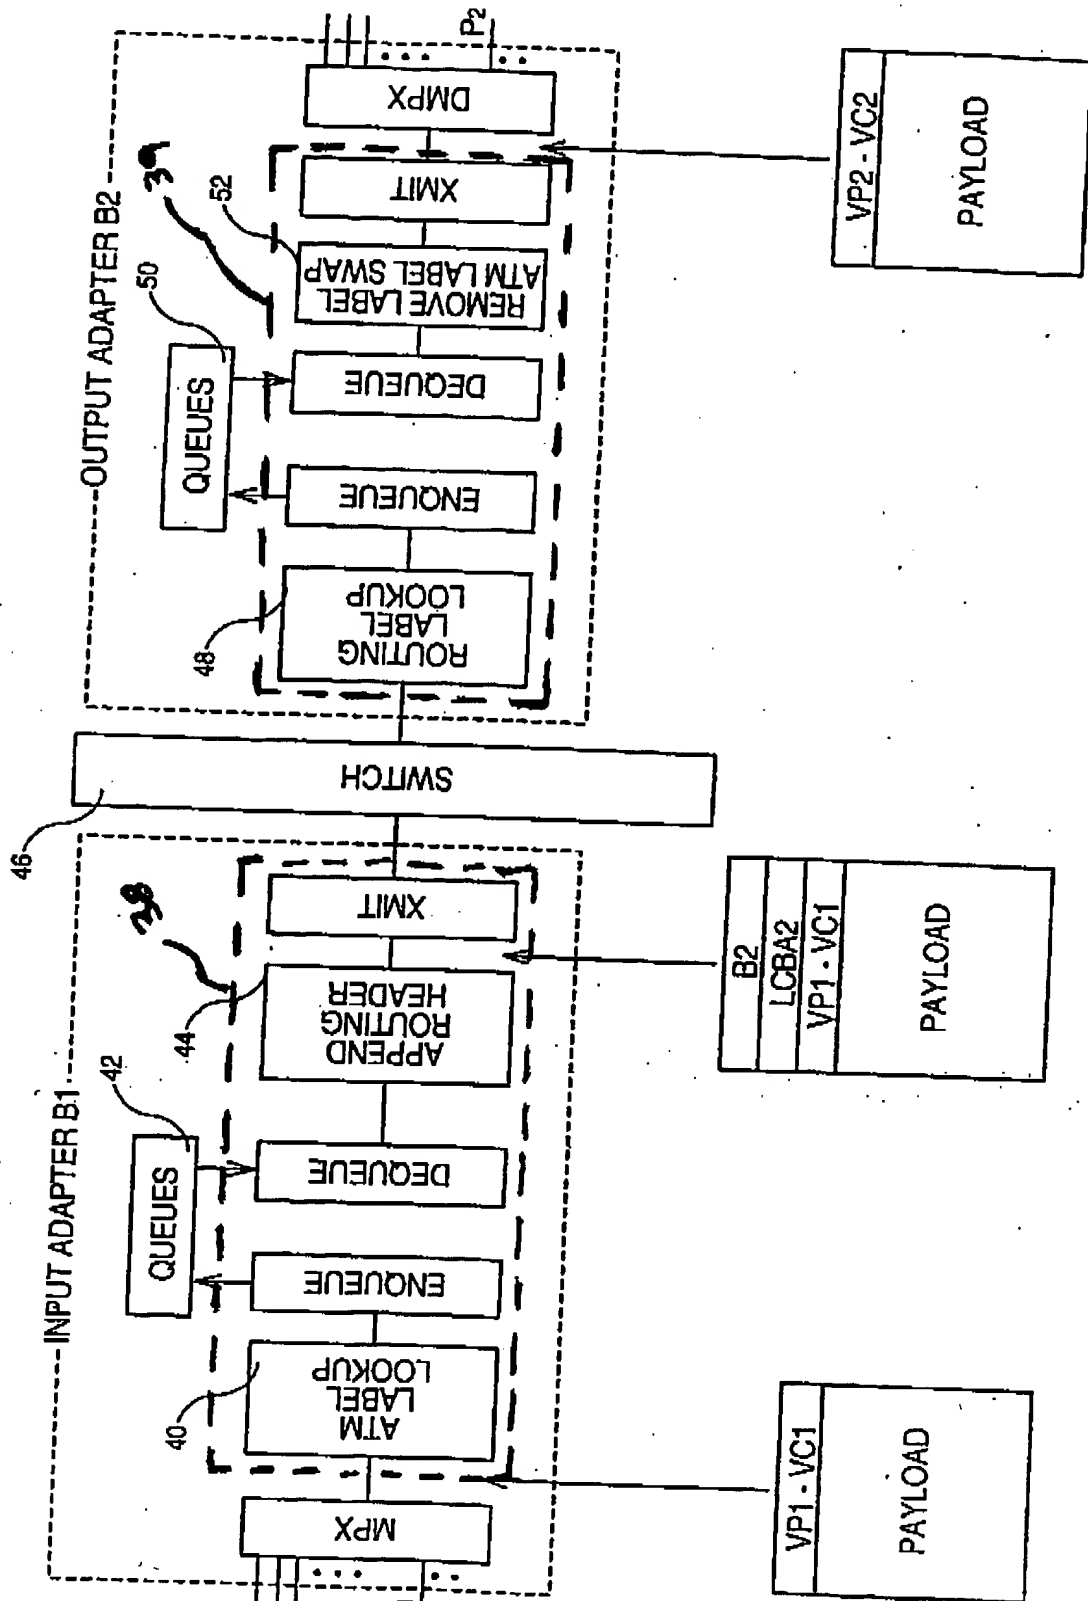 INPUT ADAPTER B1
42
QUEUES
38
40
44
MPX
ATM
LABEL
LOOKUP
ENQUEUE
DEQUEUE
APPEND
ROUTING
HEADER
XMIT
46
SWITCH
OUTPUT ADAPTER B2
50
QUEUES
39
48
52
ROUTING
LABEL
LOOKUP
ENQUEUE
DEQUEUE
REMOVE LABEL
ATM LABEL SWAP
XMIT
DMPX
P2
VP1 - VC1
PAYLOAD
B2
LCBA2
VP1 - VC1
PAYLOAD
VP2 - VC2
PAYLOAD